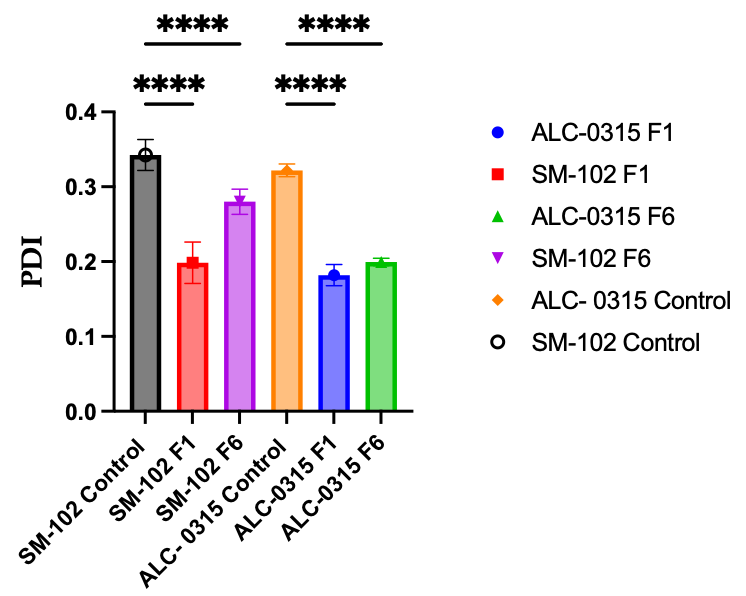 **** ****
**** ****
0.4
0.3
0.2
0.1
0.0
PDI
SM-102 Control
SM-102 F1
SM-102 F6
ALC- 0315 Control
ALC-0315 F1
ALC-0315 F6
ALC-0315 F1
SM-102 F1
ALC-0315 F6
SM-102 F6
ALC- 0315 Control
SM-102 Control